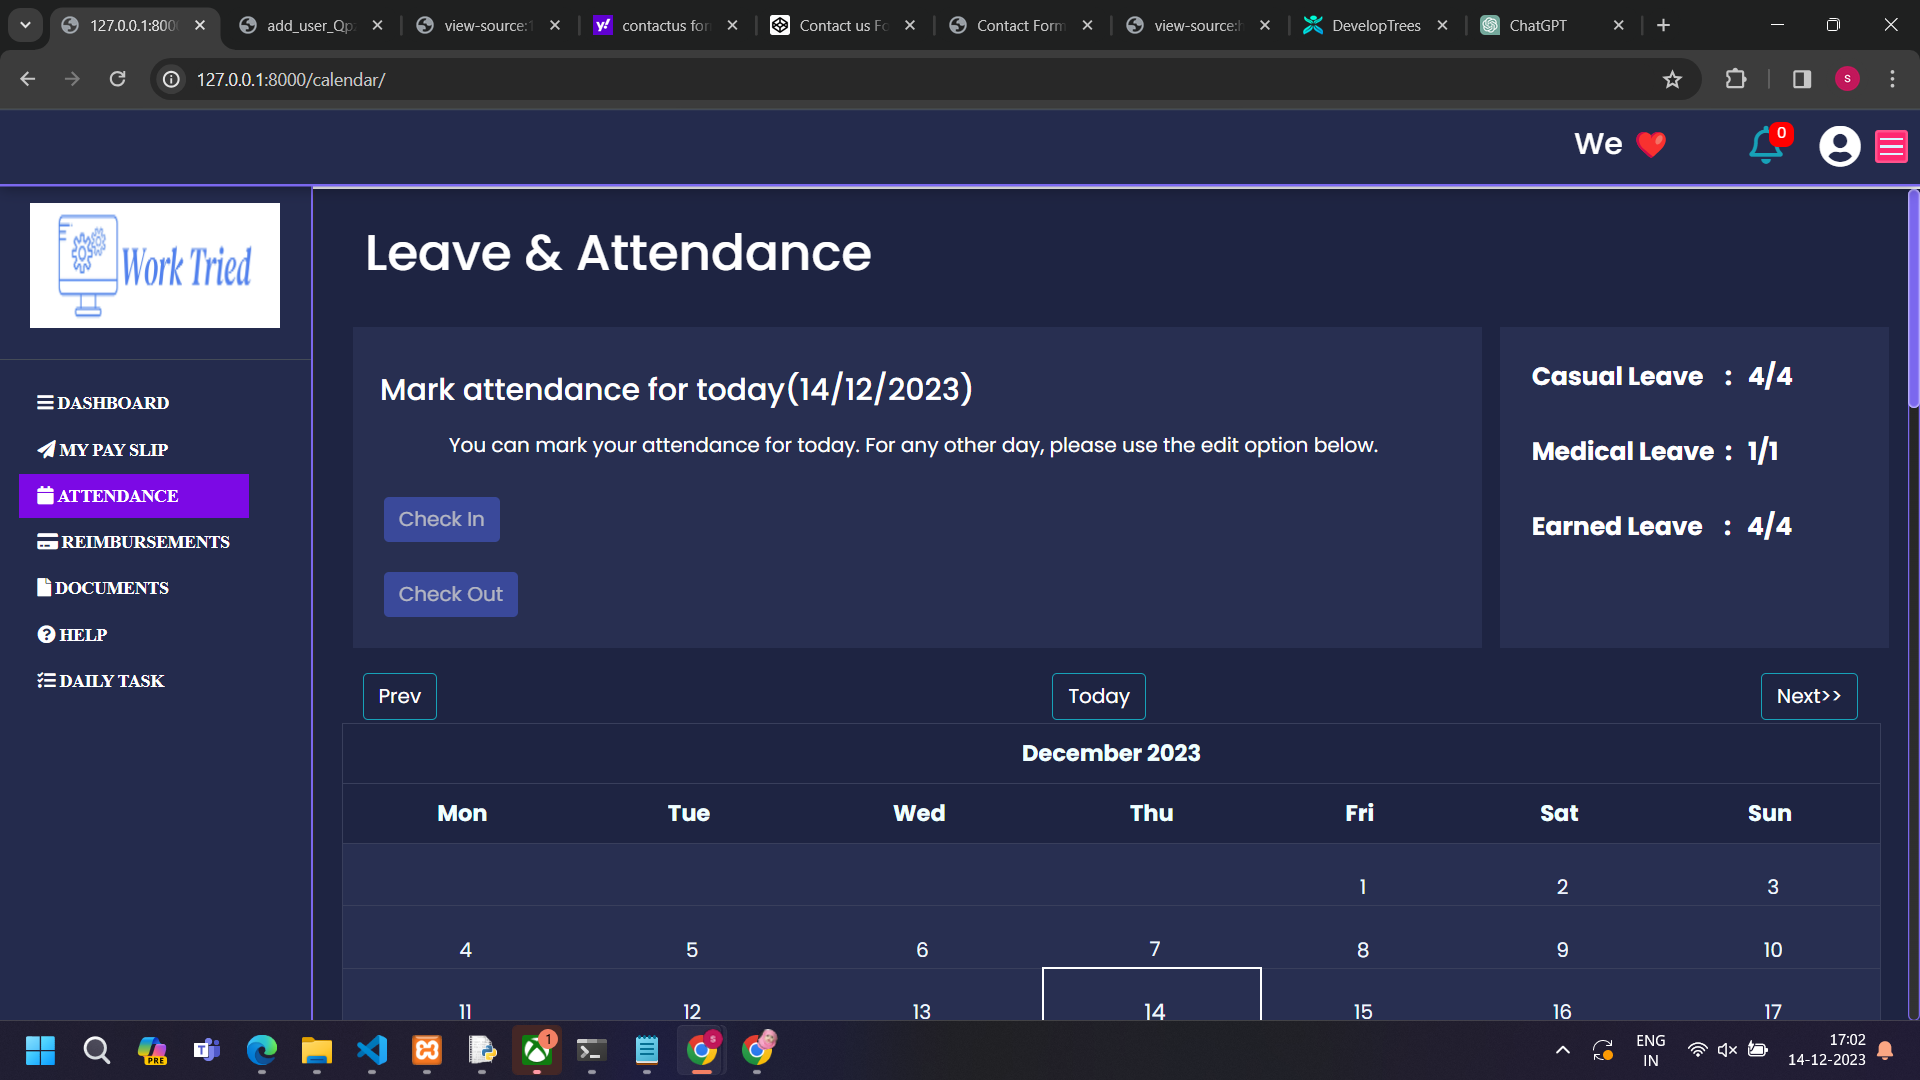 127.0.0.1:800
add_user_Qp
view-source:1
contactus for
Contact us Fo
Contact Form
view-source:h
DevelopTrees
ChatGPT
127.0.0.1:8000/calendar/
S
We ❤️
0
Work Tried
DASHBOARD
MY PAY SLIP
ATTENDANCE
REIMBURSEMENTS
DOCUMENTS
HELP
DAILY TASK
Leave & Attendance
Mark attendance for today(14/12/2023)
You can mark your attendance for today. For any other day, please use the edit option below.
Check In
Check Out
Casual Leave : 4/4
Medical Leave : 1/1
Earned Leave : 4/4
Prev
Today
Next>>
December 2023
Mon Tue Wed Thu Fri Sat Sun
1 2 3
4 5 6 7 8 9 10
11 12 13 14 15 16 17
PRE
1
ENG
IN
17:02
14-12-2023